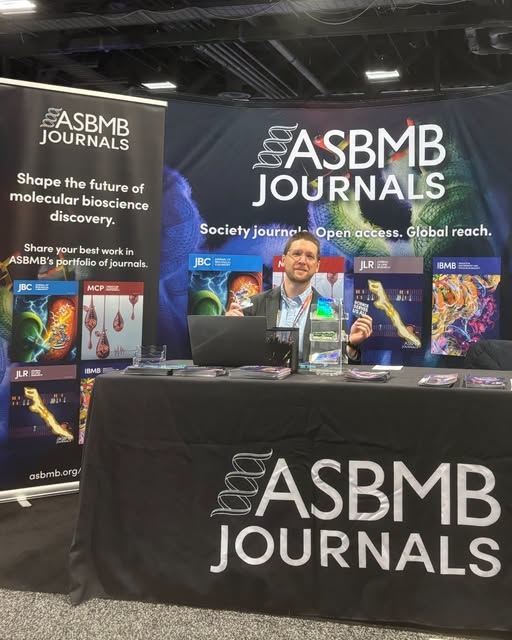 ASBMB
JOURNALS
Shape the future of
molecular bioscience
discovery.
Share your best work in
ASBMB's portfolio of journals.
JBC
MCP
JLR
IBMB
asbmb.org/
ASBMB
JOURNALS
Society journals. Open access. Global reach.
JBC
M
JLR
IBMB
ASBMB
JOURNALS